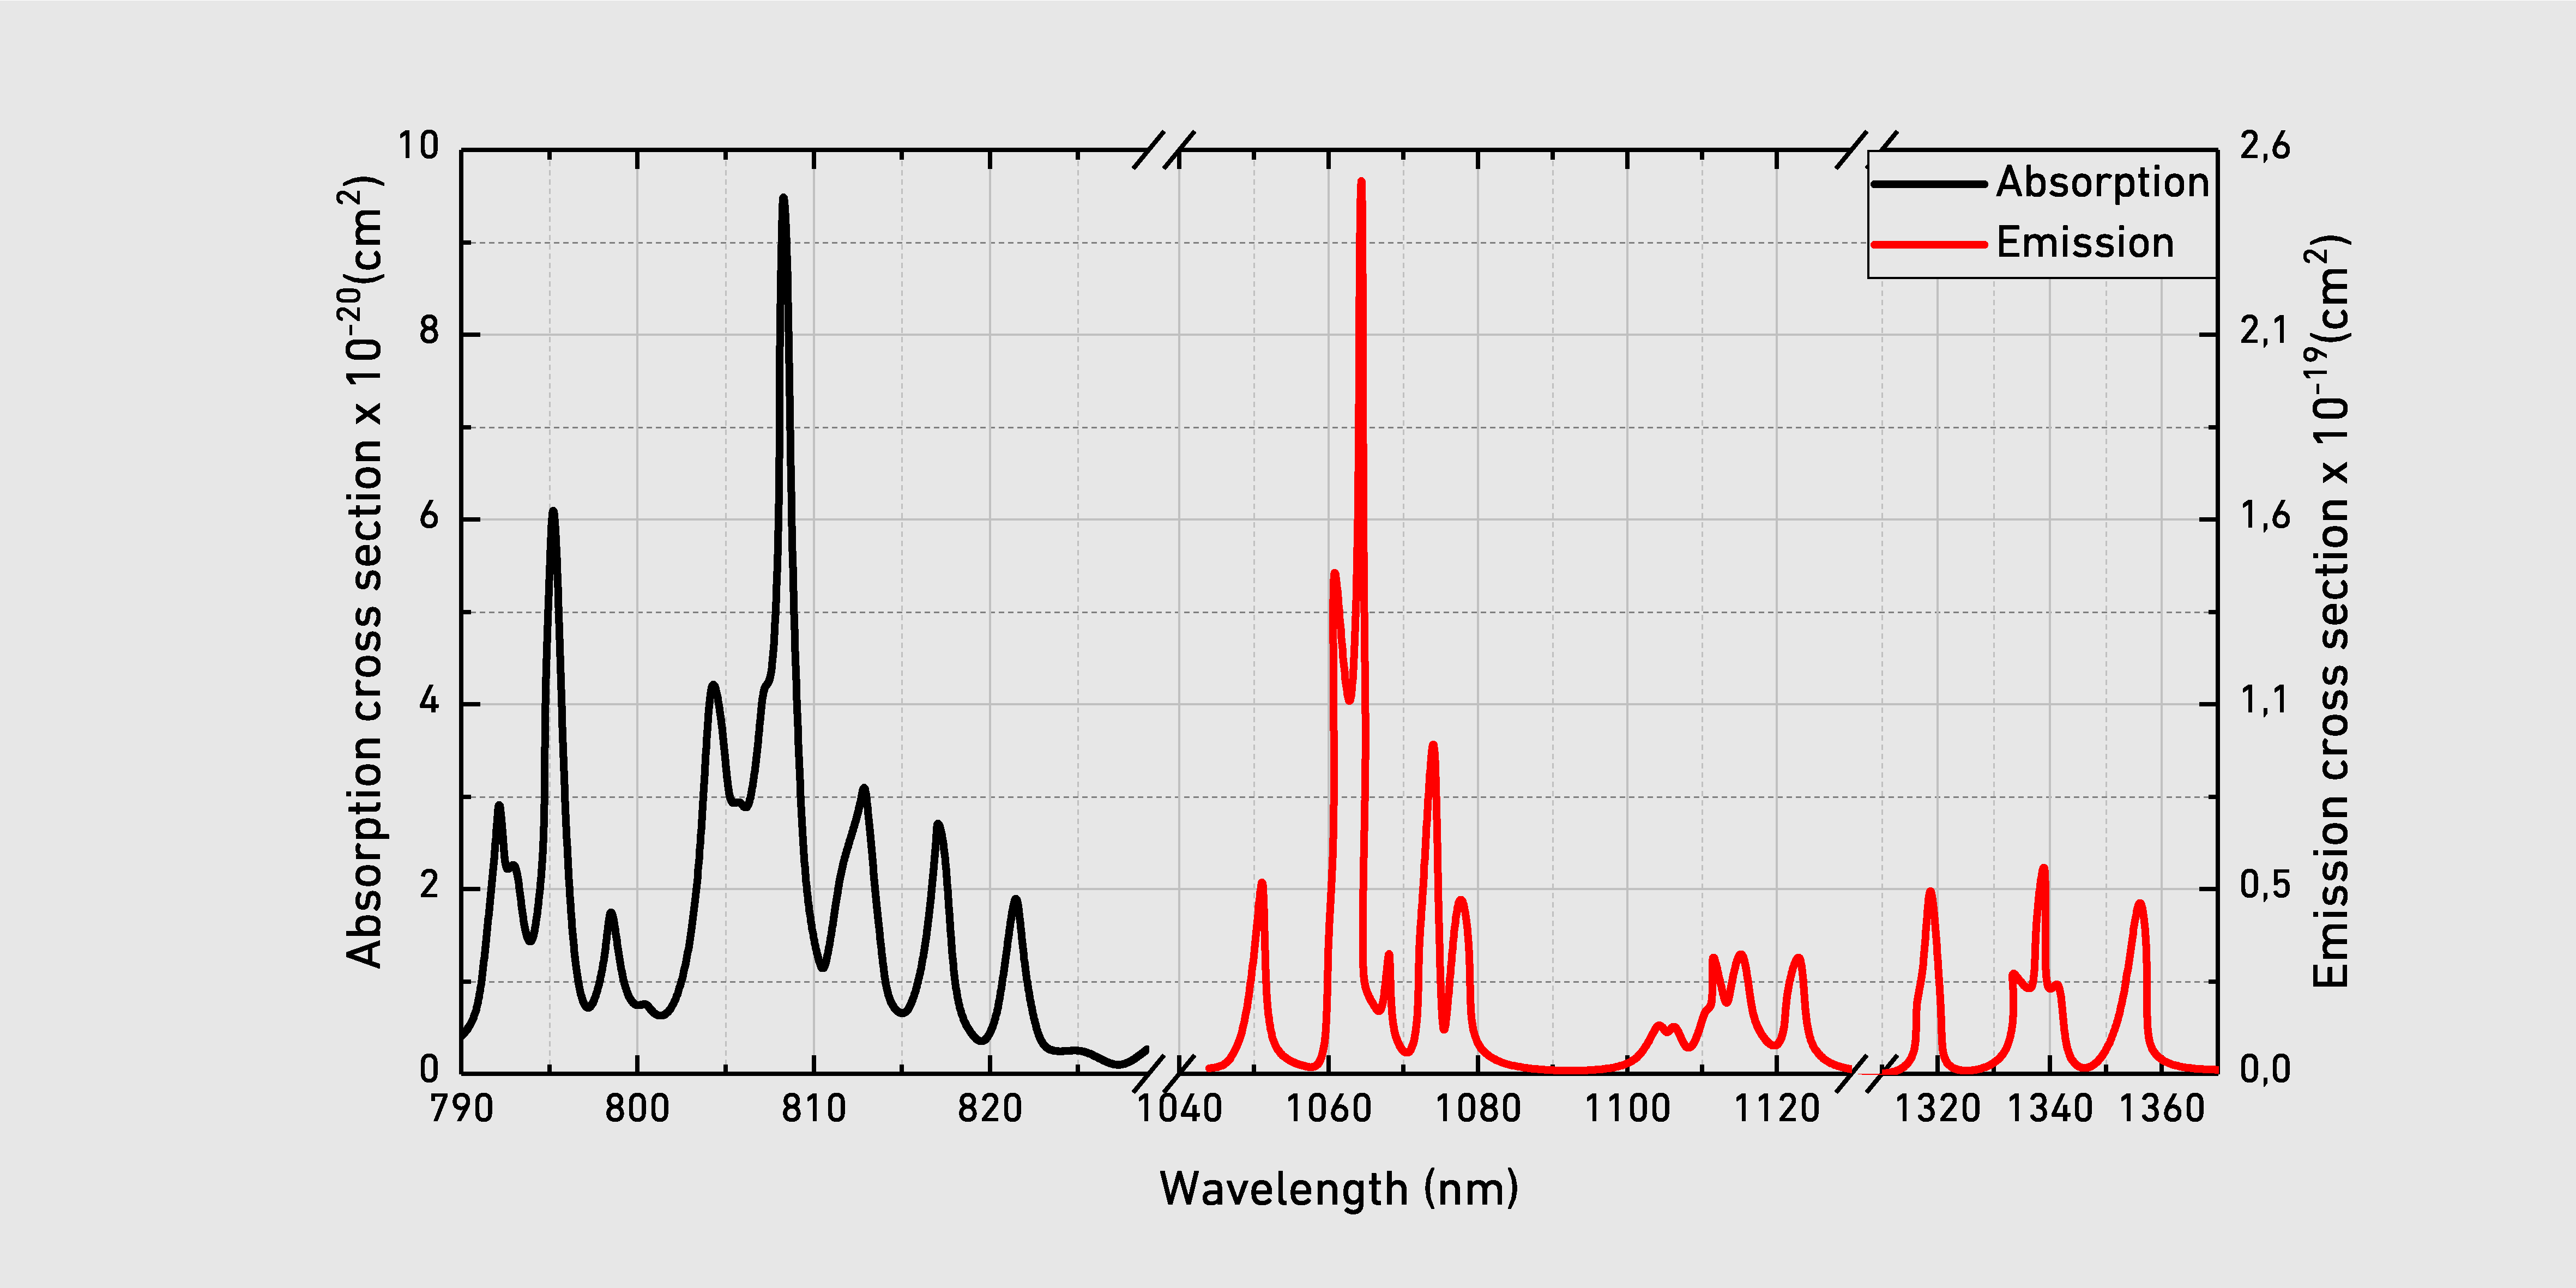 Absorption
Emission
Absorption cross section x 10⁻²⁰(cm²)
10
8
6
4
2
0
2,6
2,1
1,6
1,1
0,5
0,0
Emission cross section x 10⁻¹⁹(cm²)
790 800 810 820 1040 1060 1080 1100 1120 1320 1340 1360
Wavelength (nm)